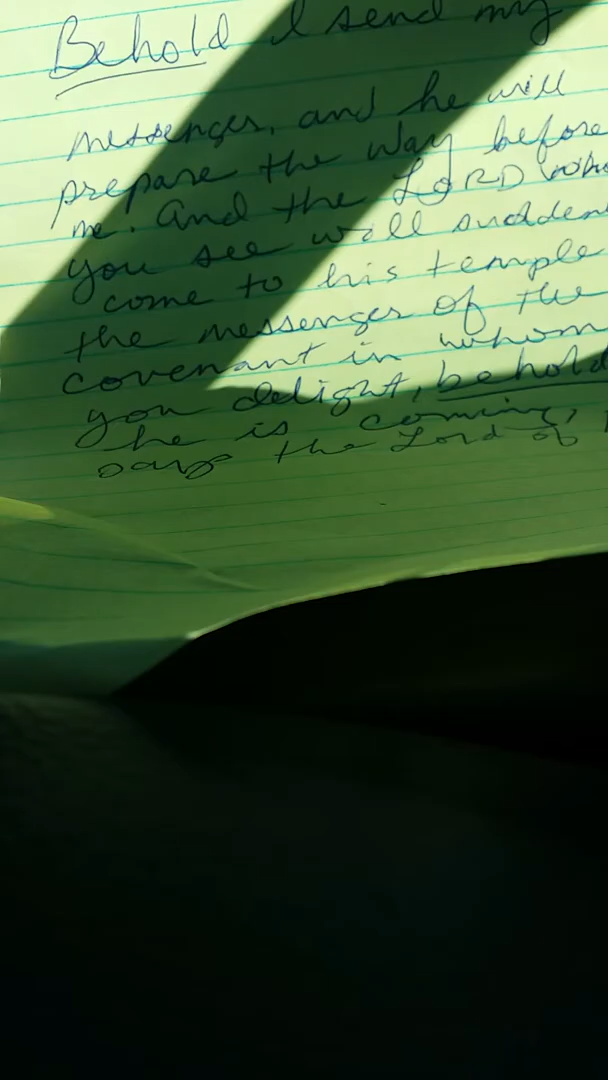 Behold I send my
messenger, and he will
prepare the way before
me. And the LORD who
you see will sudden
come to his temple
the messenger of the
covenant in whom
you delight, behold
he is coming,
says the Lord of